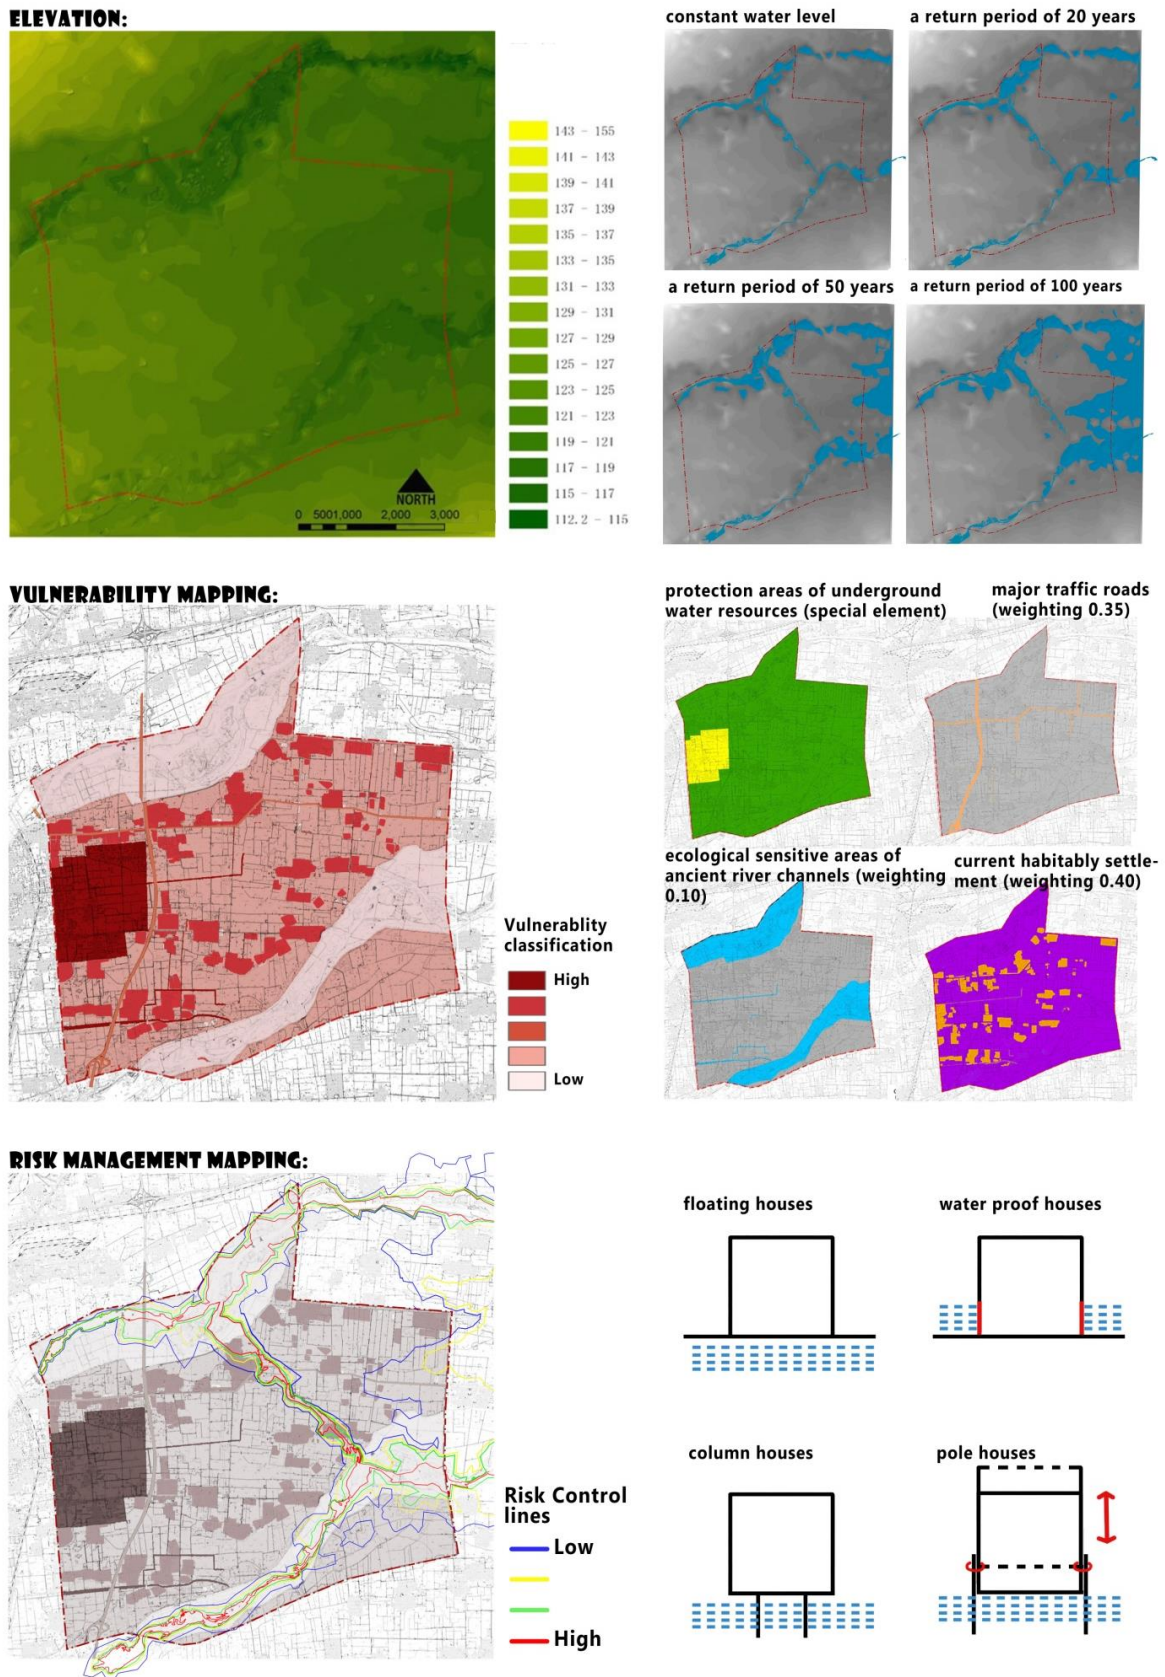 ELEVATION:
143 - 155
141 - 143
139 - 141
137 - 139
135 - 137
133 - 135
131 - 133
129 - 131
127 - 129
125 - 127
123 - 125
121 - 123
119 - 121
117 - 119
115 - 117
112.2 - 115
NORTH
0 5001,000 2,000 3,000
constant water level
a return period of 20 years
a return period of 50 years
a return period of 100 years
VULNERABILITY MAPPING:
Vulnerablity
classification
High
Low
protection areas of underground
water resources (special element)
major traffic roads
(weighting 0.35)
ecological sensitive areas of
ancient river channels (weighting
0.10)
current habitably settle-
ment (weighting 0.40)
RISK MANAGEMENT MAPPING:
Risk Control
lines
Low
High
floating houses
water proof houses
column houses
pole houses